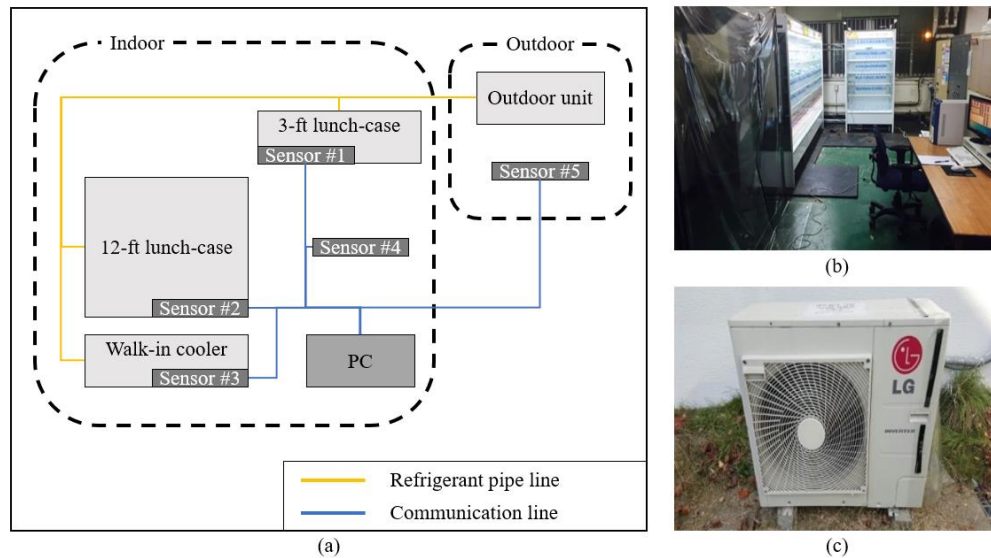 Indoor
Outdoor
Outdoor unit
3-ft lunch-case
Sensor #1
Sensor #5
12-ft lunch-case
Sensor #4
Sensor #2
Walk-in cooler
Sensor #3
PC
Refrigerant pipe line
Communication line
(a)
(b)
LG
INVERTER
(c)